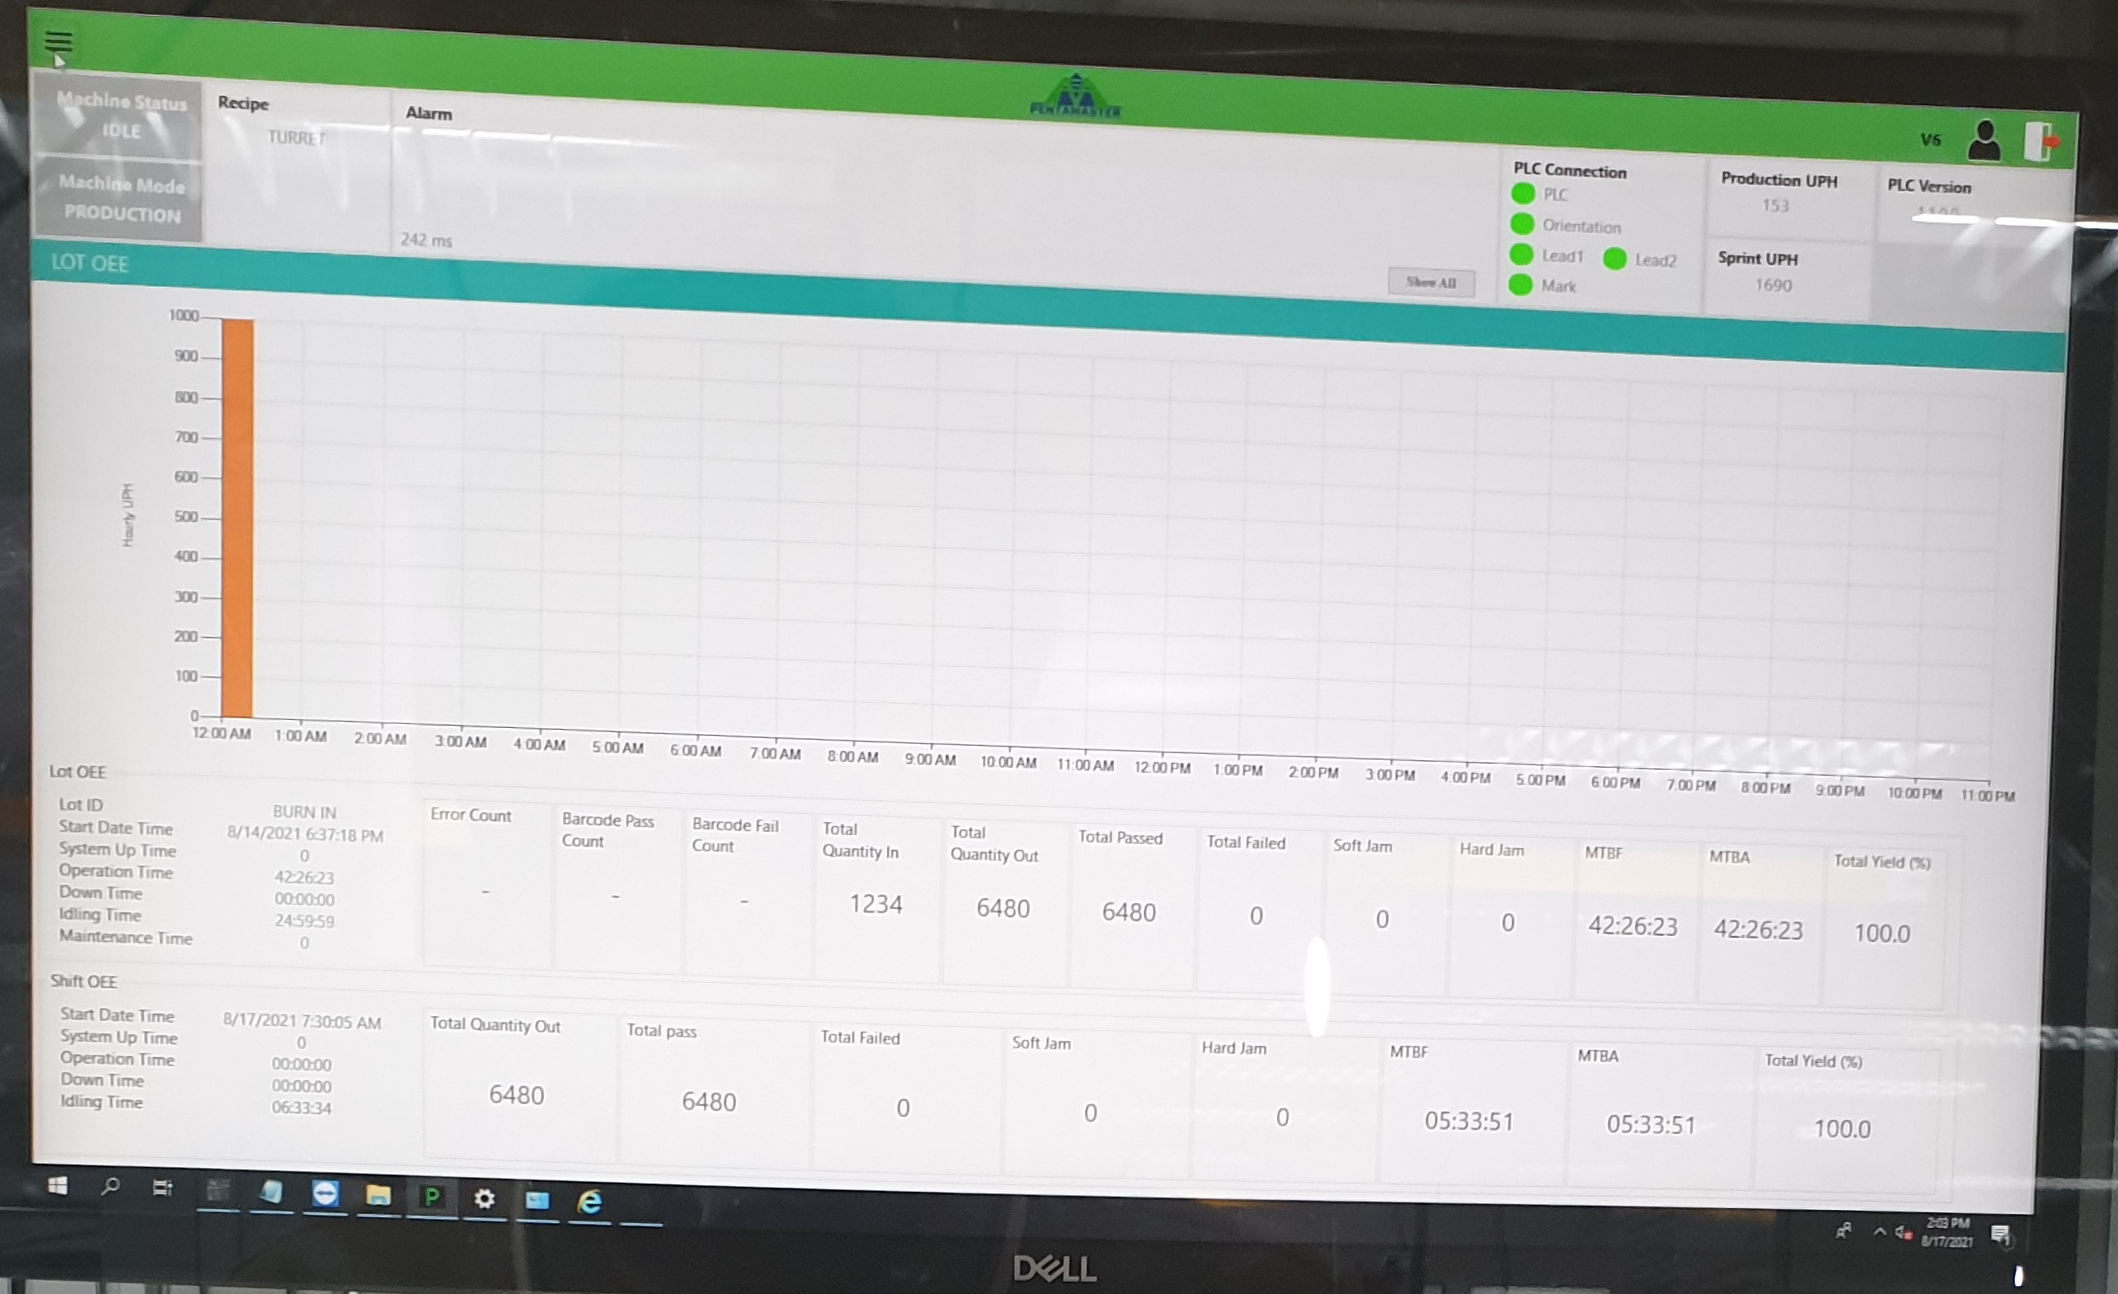 PENTAMASTER
V6
Machine Status
IDLE
Machine Mode
PRODUCTION
Recipe
TURRET
Alarm
242 ms
Show All
PLC Connection
PLC
Orientation
Lead1
Lead2
Mark
Production UPH
153
Sprint UPH
1690
PLC Version
LOT OEE
Hourly UPH
1000
900
800
700
600
500
400
300
200
100
0
12:00 AM 1:00 AM 2:00 AM 3:00 AM 4:00 AM 5:00 AM 6:00 AM 7:00 AM 8:00 AM 9:00 AM 10:00 AM 11:00 AM 12:00 PM 1:00 PM 2:00 PM 3:00 PM 4:00 PM 5:00 PM 6:00 PM 7:00 PM 8:00 PM 9:00 PM 10:00 PM 11:00 PM
Lot OEE
Lot ID BURN IN
Start Date Time 8/14/2021 6:37:18 PM
System Up Time 0
Operation Time 42:26:23
Down Time 00:00:00
Idling Time 24:59:59
Maintenance Time 0
Error Count
-
Barcode Pass
Count
-
Barcode Fail
Count
-
Total
Quantity In
1234
Total
Quantity Out
6480
Total Passed
6480
Total Failed
0
Soft Jam
0
Hard Jam
0
MTBF
42:26:23
MTBA
42:26:23
Total Yield (%)
100.0
Shift OEE
Start Date Time 8/17/2021 7:30:05 AM
System Up Time 0
Operation Time 00:00:00
Down Time 00:00:00
Idling Time 06:33:34
Total Quantity Out
6480
Total pass
6480
Total Failed
0
Soft Jam
0
Hard Jam
0
MTBF
05:33:51
MTBA
05:33:51
Total Yield (%)
100.0
2:03 PM
8/17/2021
DELL